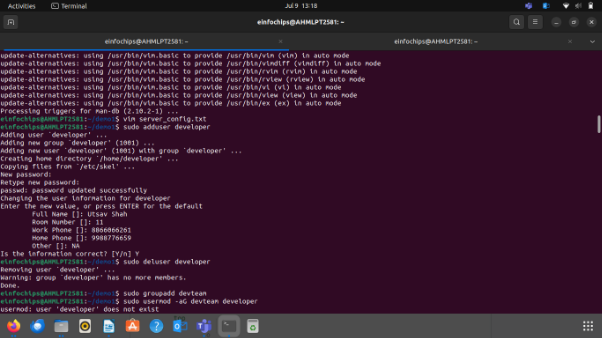 Activities
Terminal
Jul 9 13:18
einfochips@AHMLPT2581: ~
einfochips@AHMLPT2581: ~
einfochips@AHMLPT2581: ~
update-alternatives: using /usr/bin/vim.basic to provide /usr/bin/vim (vim) in auto mode
update-alternatives: using /usr/bin/vim.basic to provide /usr/bin/vimdiff (vimdiff) in auto mode
update-alternatives: using /usr/bin/vim.basic to provide /usr/bin/rvim (rvim) in auto mode
update-alternatives: using /usr/bin/vim.basic to provide /usr/bin/rview (rview) in auto mode
update-alternatives: using /usr/bin/vim.basic to provide /usr/bin/vi (vi) in auto mode
update-alternatives: using /usr/bin/vim.basic to provide /usr/bin/view (view) in auto mode
update-alternatives: using /usr/bin/vim.basic to provide /usr/bin/ex (ex) in auto mode
Processing triggers for man-db (2.10.2-1) ...
einfochips@AHMLPT2581:~/demo1$ vim server_config.txt
einfochips@AHMLPT2581:~/demo1$ sudo adduser developer
Adding user `developer' ...
Adding new group `developer' (1001) ...
Adding new user `developer' (1001) with group `developer' ...
Creating home directory `/home/developer' ...
Copying files from `/etc/skel' ...
New password:
Retype new password:
passwd: password updated successfully
Changing the user information for developer
Enter the new value, or press ENTER for the default
Full Name []: Utsav Shah
Room Number []: 11
Work Phone []: 8866066261
Home Phone []: 9988776659
Other []: NA
Is the information correct? [Y/n] Y
einfochips@AHMLPT2581:~/demo1$ sudo deluser developer
Removing user `developer' ...
Warning: group `developer' has no more members.
Done.
einfochips@AHMLPT2581:~/demo1$ sudo groupadd devteam
einfochips@AHMLPT2581:~/demo1$ sudo usermod -aG devteam developer
usermod: user 'developer' does not exist